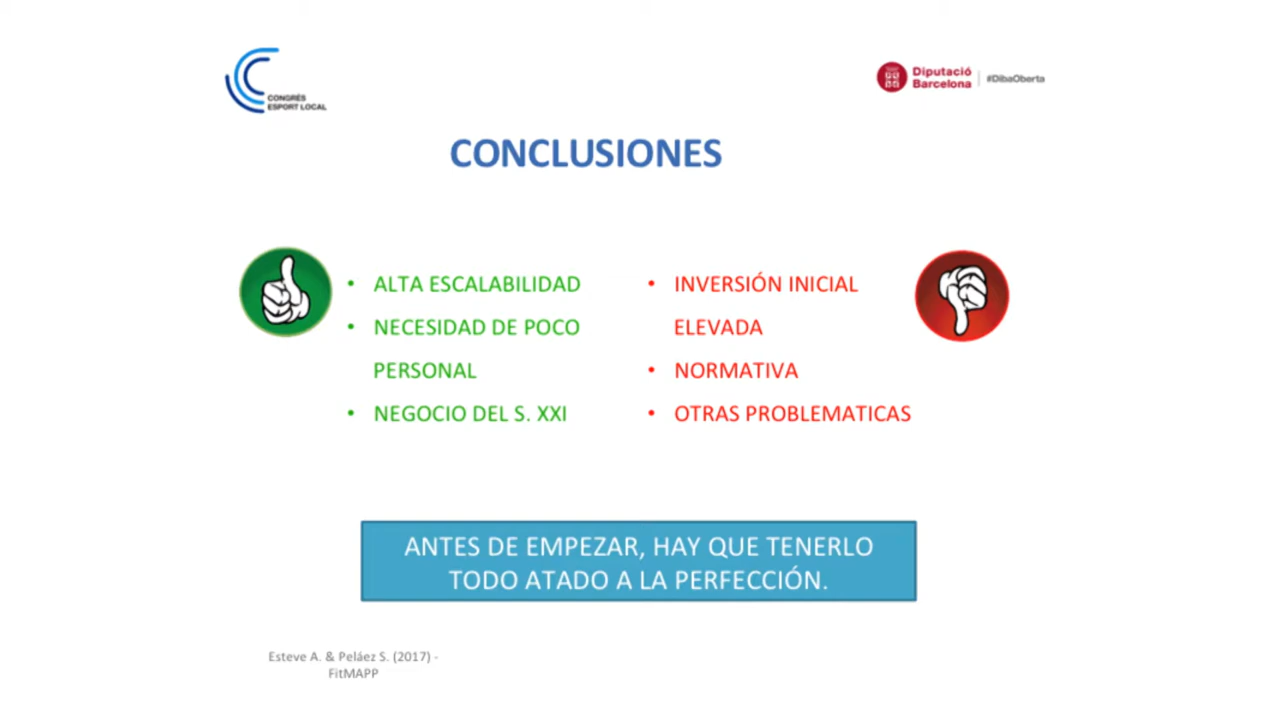 CONGRÉS
ESPORT LOCAL
Diputació
Barcelona
#DibaOberta
CONCLUSIONES
• ALTA ESCALABILIDAD
• NECESIDAD DE POCO
PERSONAL
• NEGOCIO DEL S. XXI
• INVERSIÓN INICIAL
ELEVADA
• NORMATIVA
• OTRAS PROBLEMATICAS
ANTES DE EMPEZAR, HAY QUE TENERLO
TODO ATADO A LA PERFECCIÓN.
Esteve A. & Peláez S. (2017) -
FitMAPP